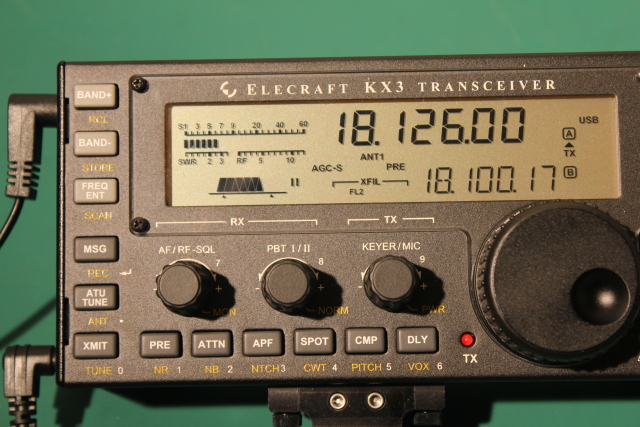 ELECRAFT KX3 TRANSCEIVER
BAND+
RCL
BAND-
STORE
FREQ
ENT
SCAN
MSG
REC
ATU
TUNE
ANT
XMIT
TUNE 0
S1 3 5 7 9 20 40 60
SWR 2 3 RF 5 10
18.126.00
USB
A
TX
B
ANT1
AGC-S
PRE
XFIL
FL2
18.100.17
RX
TX
AF/RF-SQL
7
MON
PBT I/II
8
NORM
KEYER/MIC
9
PWR
PRE
ATTN
APF
SPOT
CMP
DLY
TX
NR 1
NB 2
NTCH 3
CWT 4
PITCH 5
VOX 6